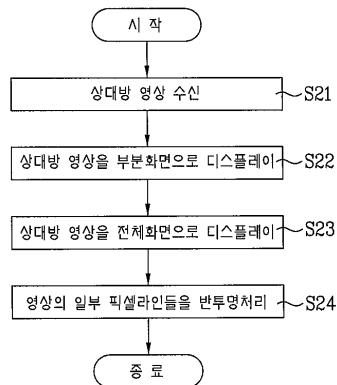 시 작
상대방 영상 수신
S21
상대방 영상을 부분화면으로 디스플레이
S22
상대방 영상을 전체화면으로 디스플레이
S23
영상의 일부 픽셀라인들을 반투명처리
S24
종 료